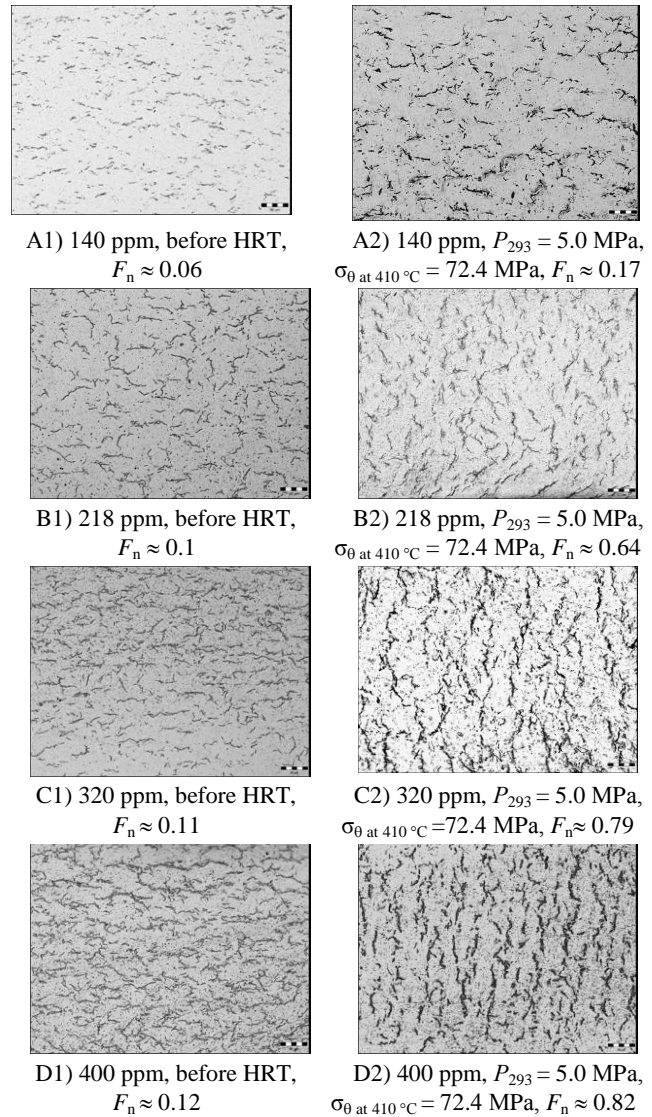 A1) 140 ppm, before HRT,
Fn ≈ 0.06
A2) 140 ppm, P293 = 5.0 MPa,
σθ at 410 °C = 72.4 MPa, Fn ≈ 0.17
B1) 218 ppm, before HRT,
Fn ≈ 0.1
B2) 218 ppm, P293 = 5.0 MPa,
σθ at 410 °C = 72.4 MPa, Fn ≈ 0.64
C1) 320 ppm, before HRT,
Fn ≈ 0.11
C2) 320 ppm, P293 = 5.0 MPa,
σθ at 410 °C =72.4 MPa, Fn≈ 0.79
D1) 400 ppm, before HRT,
Fn ≈ 0.12
D2) 400 ppm, P293 = 5.0 MPa,
σθ at 410 °C = 72.4 MPa, Fn ≈ 0.82